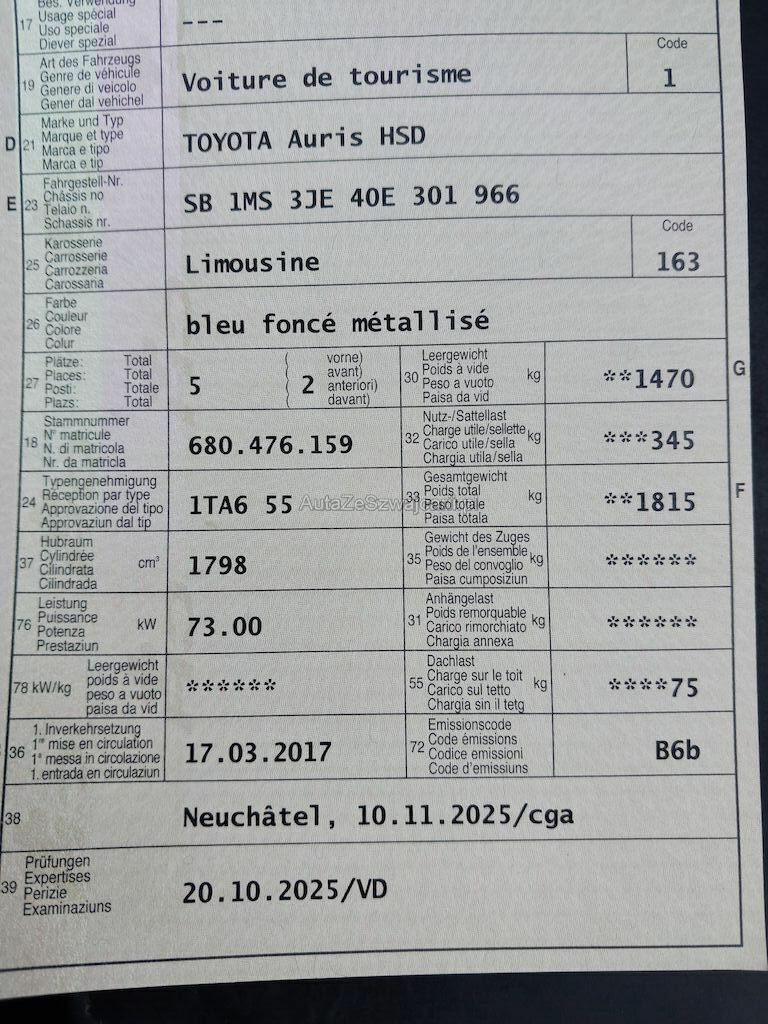 Bes. Verwendung
17 Usage spécial
Uso speciale
Diever spezial
---
Art des Fahrzeugs
19 Genre de véhicule
Genere di veicolo
Gener dal vehichel
Voiture de tourisme
Code
1
D
Marke und Typ
21 Marque et type
Marca e tipo
Marca e tip
TOYOTA Auris HSD
E
Fahrgestell-Nr.
23 Châssis no
Telaio n.
Schassis nr.
SB 1MS 3JE 40E 301 966
Karosserie
25 Carrosserie
Carrozzeria
Carossaria
Limousine
Code
163
Farbe
26 Couleur
Colore
Colur
bleu foncé métallisé
Plätze: Total
27 Places: Total
Posti: Totale
Plazs: Total
5
( vorne)
( avant)
2
( anteriori)
( davant)
Leergewicht
30 Poids à vide kg
Peso a vuoto
Paisa da vid
**1470
G
Stammnummer
18 N° matricule
N. di matricola
Nr. da matricla
680.476.159
Nutz-/Sattellast
32 Charge utile/sellette kg
Carico utile/sella
Chargia utila/sella
***345
Typengenehmigung
24 Réception par type
Approvazione del tipo
Approvaziun dal tip
1TA6 55
Gesamtgewicht
33 Poids total kg
Peso totale
Paisa totala
**1815
F
Hubraum
37 Cylindrée cm³
Cilindrata
Cilindrada
1798
Gewicht des Zuges
35 Poids de l'ensemble kg
Peso del convoglio
Paisa cumposiziun
******
Leistung
76 Puissance kW
Potenza
Prestaziun
73.00
Anhängelast
31 Poids remorquable kg
Carico rimorchiato
Chargia annexa
******
Leergewicht
78 kW/kg poids à vide
peso a vuoto
paisa da vid
******
Dachlast
55 Charge sur le toit kg
Carico sul tetto
Chargia sin il tetg
****75
1. Inverkehrsetzung
36 1re mise en circulation
1a messa in circolazione
1. entrada en circulaziun
17.03.2017
Emissionscode
72 Code émissions
Codice emissioni
Code d'emissiuns
B6b
38
Neuchâtel, 10.11.2025/cga
Prüfungen
39 Expertises
Perizie
Examinaziuns
20.10.2025/VD